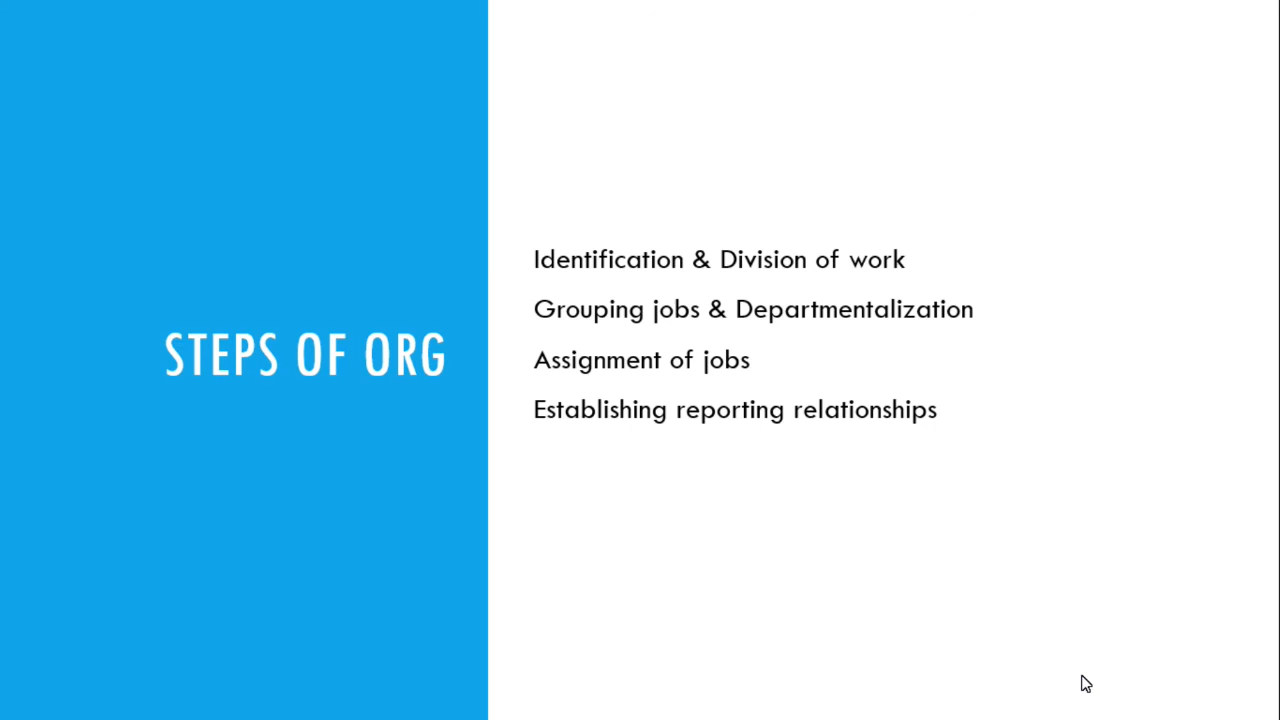 STEPS OF ORG
Identification & Division of work
Grouping jobs & Departmentalization
Assignment of jobs
Establishing reporting relationships